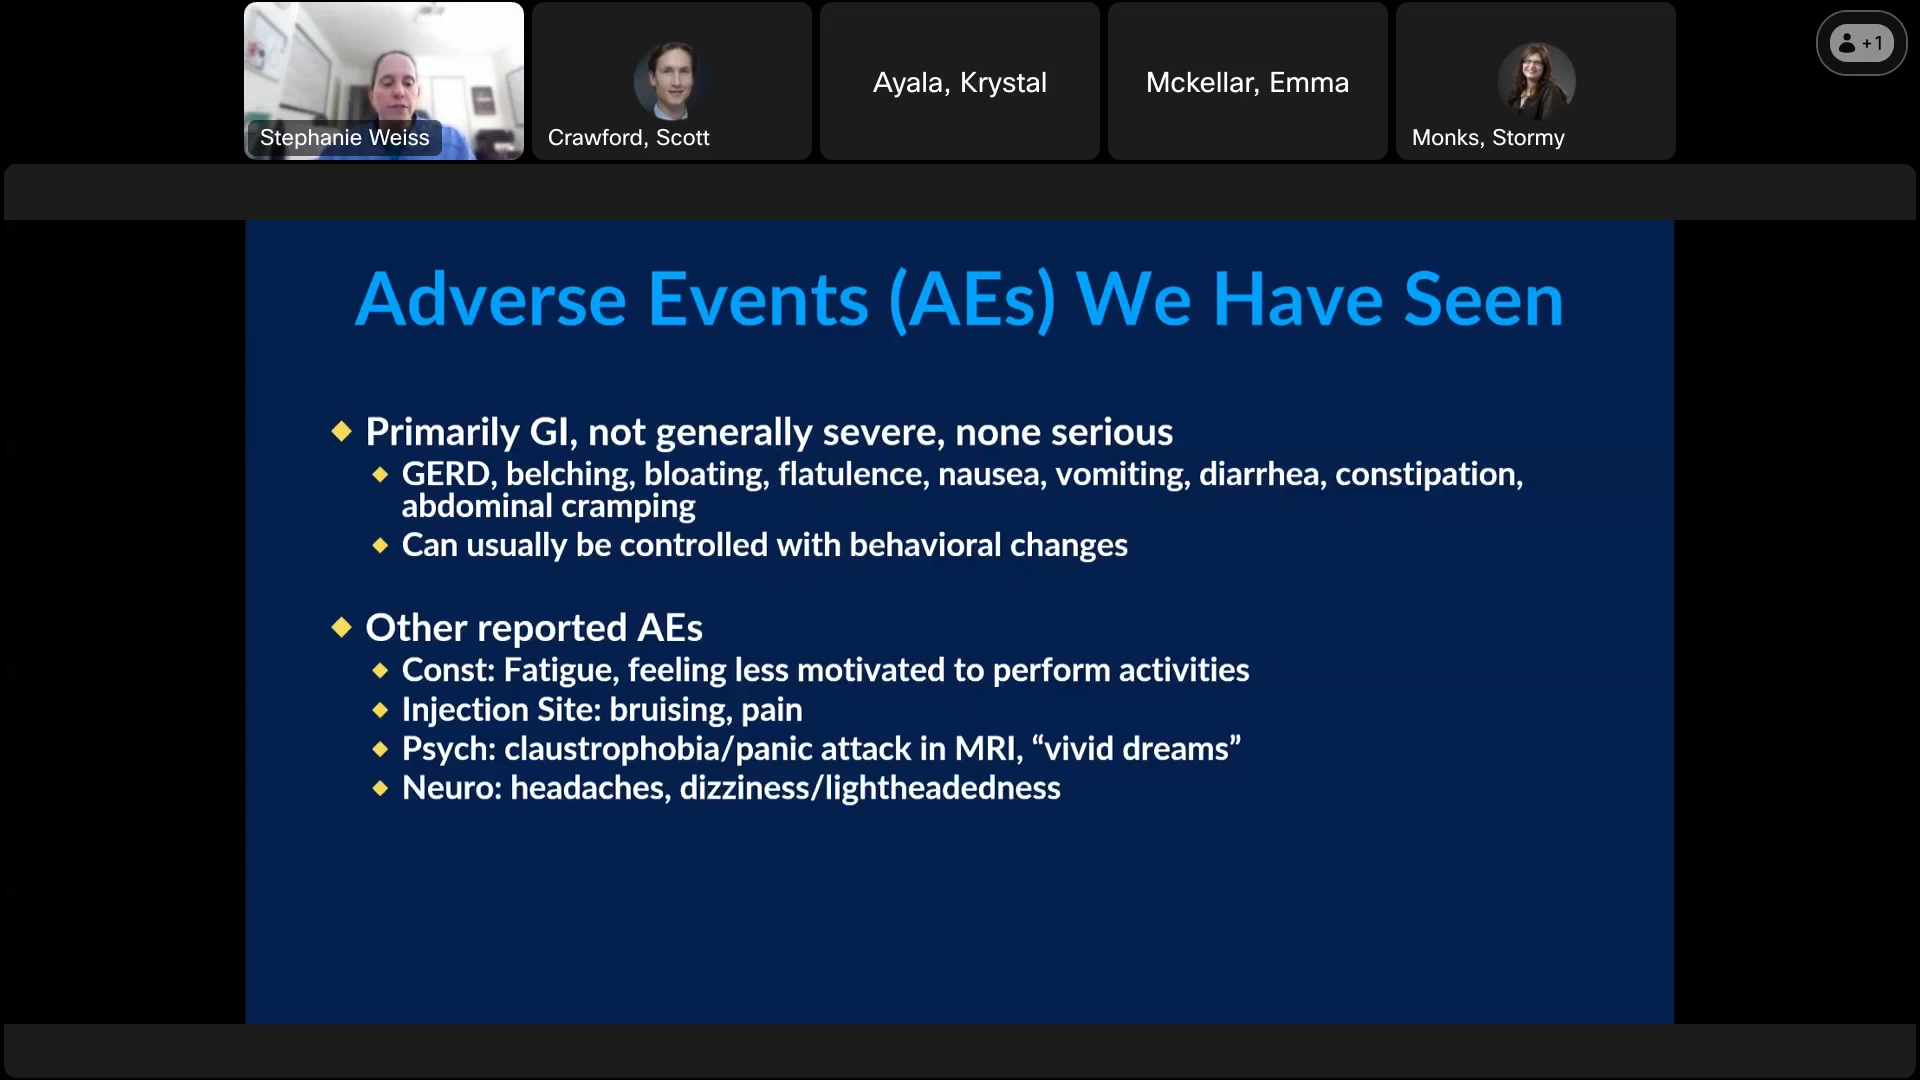 Stephanie Weiss
Crawford, Scott
Ayala, Krystal
Mckellar, Emma
Monks, Stormy
+1
Adverse Events (AEs) We Have Seen
Primarily GI, not generally severe, none serious
GERD, belching, bloating, flatulence, nausea, vomiting, diarrhea, constipation,
abdominal cramping
Can usually be controlled with behavioral changes
Other reported AEs
Const: Fatigue, feeling less motivated to perform activities
Injection Site: bruising, pain
Psych: claustrophobia/panic attack in MRI, “vivid dreams”
Neuro: headaches, dizziness/lightheadedness